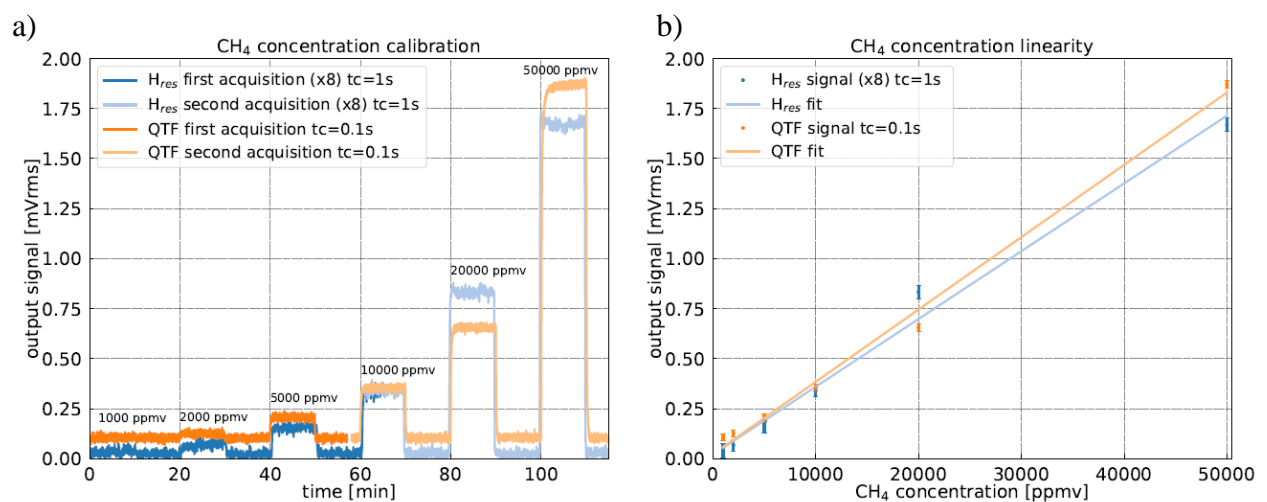 a)
CH₄ concentration calibration
output signal [mVrms]
2.00
1.75
1.50
1.25
1.00
0.75
0.50
0.25
0.00
H_res first acquisition (x8) tc=1s
H_res second acquisition (x8) tc=1s
QTF first acquisition tc=0.1s
QTF second acquisition tc=0.1s
50000 ppmv
20000 ppmv
10000 ppmv
5000 ppmv
1000 ppmv
2000 ppmv
0
20
40
60
80
100
time [min]
b)
CH₄ concentration linearity
output signal [mVrms]
2.00
1.75
1.50
1.25
1.00
0.75
0.50
0.25
0.00
H_res signal (x8) tc=1s
H_res fit
QTF signal tc=0.1s
QTF fit
0
10000
20000
30000
40000
50000
CH₄ concentration [ppmv]